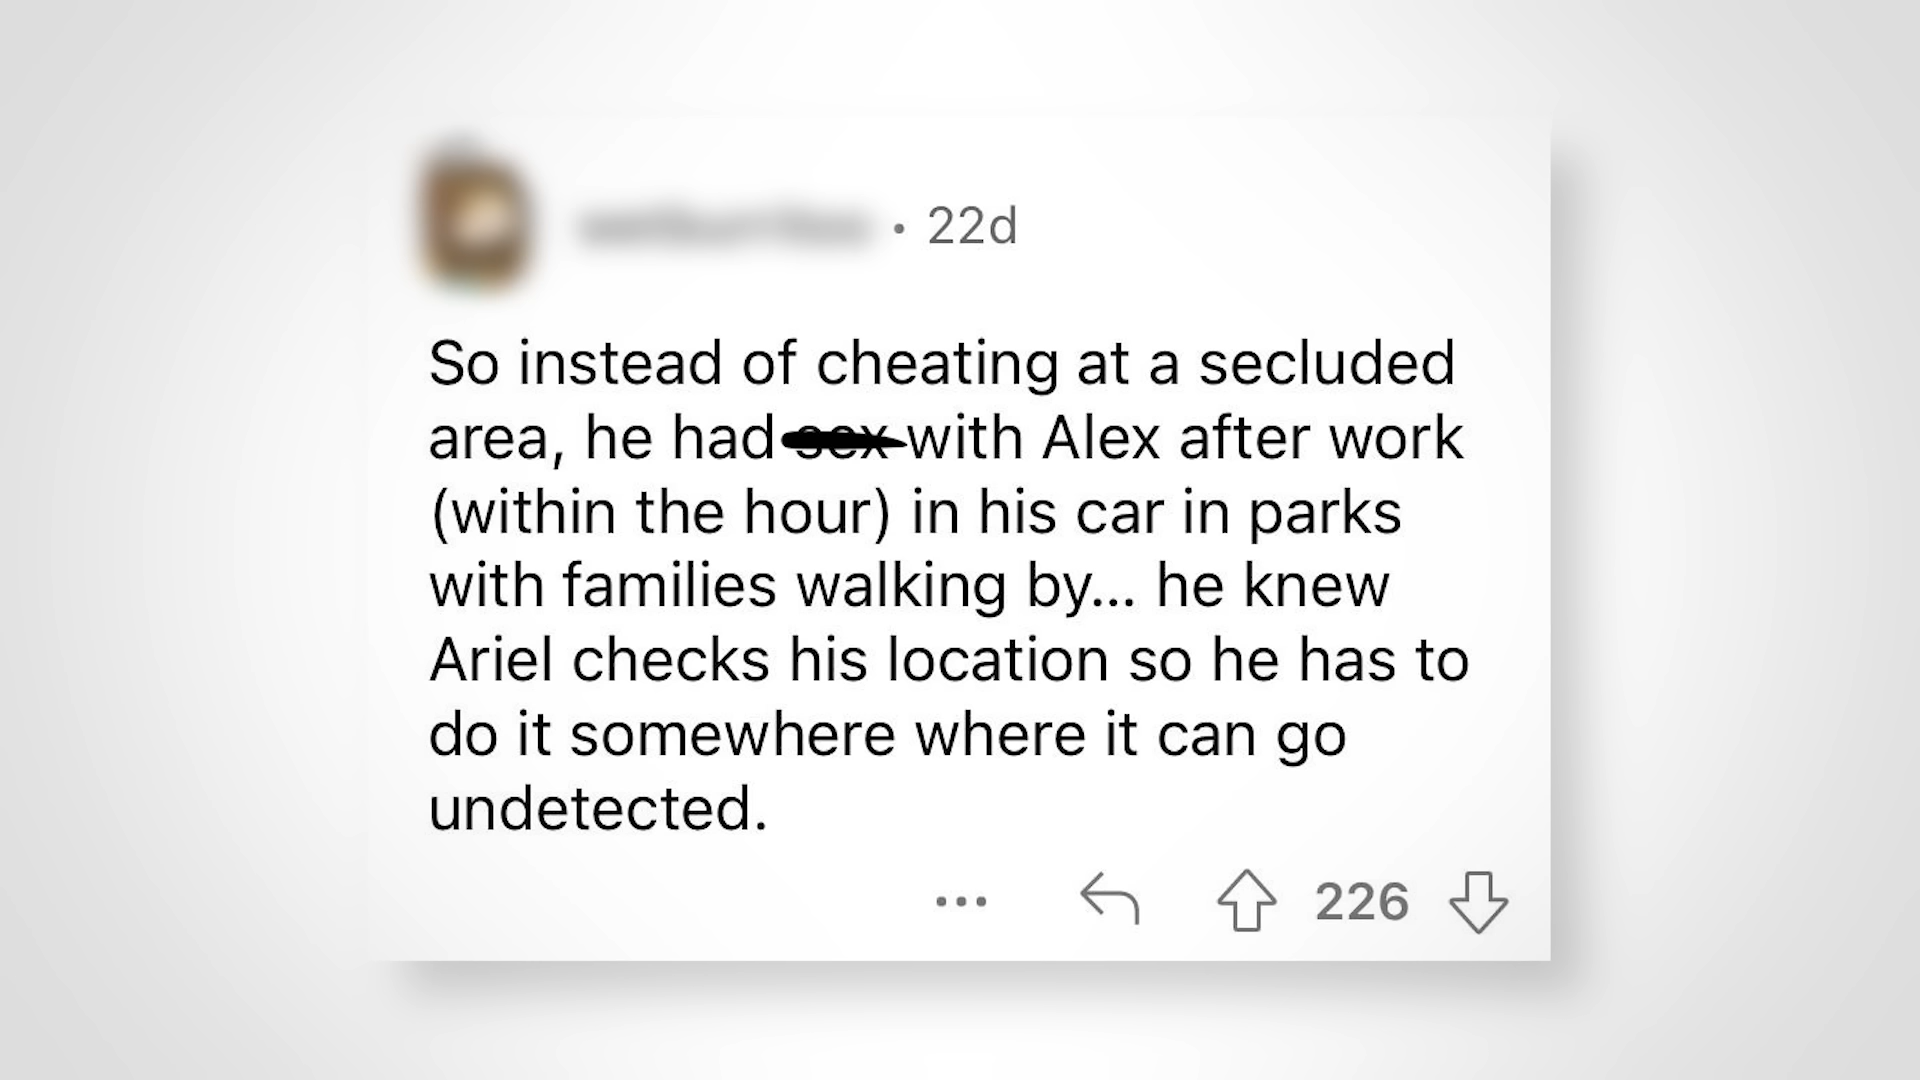 · 22d
So instead of cheating at a secluded
area, he had sex with Alex after work
(within the hour) in his car in parks
with families walking by... he knew
Ariel checks his location so he has to
do it somewhere where it can go
undetected.
... 226